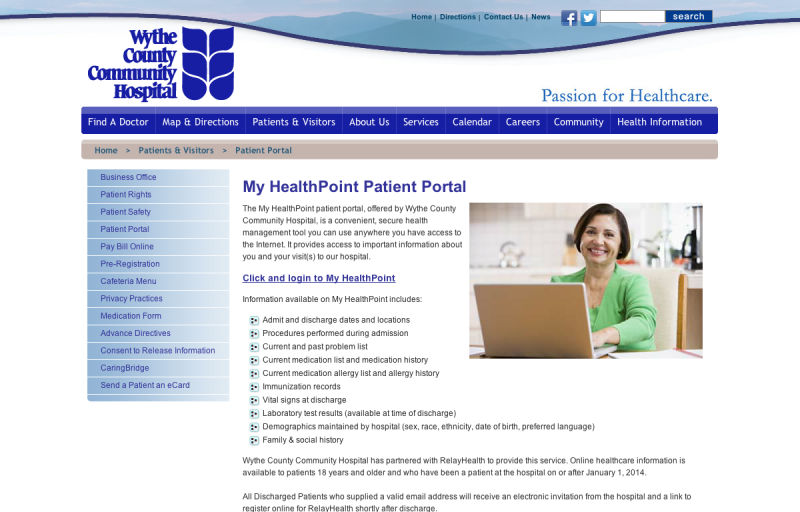 Home | Directions | Contact Us | News
search
Wythe
County
Community
Hospital
Passion for Healthcare.
Find A Doctor Map & Directions Patients & Visitors About Us Services Calendar Careers Community Health Information
Home > Patients & Visitors > Patient Portal
Business Office
Patient Rights
Patient Safety
Patient Portal
Pay Bill Online
Pre-Registration
Cafeteria Menu
Privacy Practices
Medication Form
Advance Directives
Consent to Release Information
CaringBridge
Send a Patient an eCard
My HealthPoint Patient Portal
The My HealthPoint patient portal, offered by Wythe County
Community Hospital, is a convenient, secure health
management tool you can use anywhere you have access to
the Internet. It provides access to important information about
you and your visit(s) to our hospital.
Click and login to My HealthPoint
Information available on My HealthPoint includes:
Admit and discharge dates and locations
Procedures performed during admission
Current and past problem list
Current medication list and medication history
Current medication allergy list and allergy history
Immunization records
Vital signs at discharge
Laboratory test results (available at time of discharge)
Demographics maintained by hospital (sex, race, ethnicity, date of birth, preferred language)
Family & social history
Wythe County Community Hospital has partnered with RelayHealth to provide this service. Online healthcare information is
available to patients 18 years and older and who have been a patient at the hospital on or after January 1, 2014.
All Discharged Patients who supplied a valid email address will receive an electronic invitation from the hospital and a link to
register online for RelayHealth shortly after discharge.